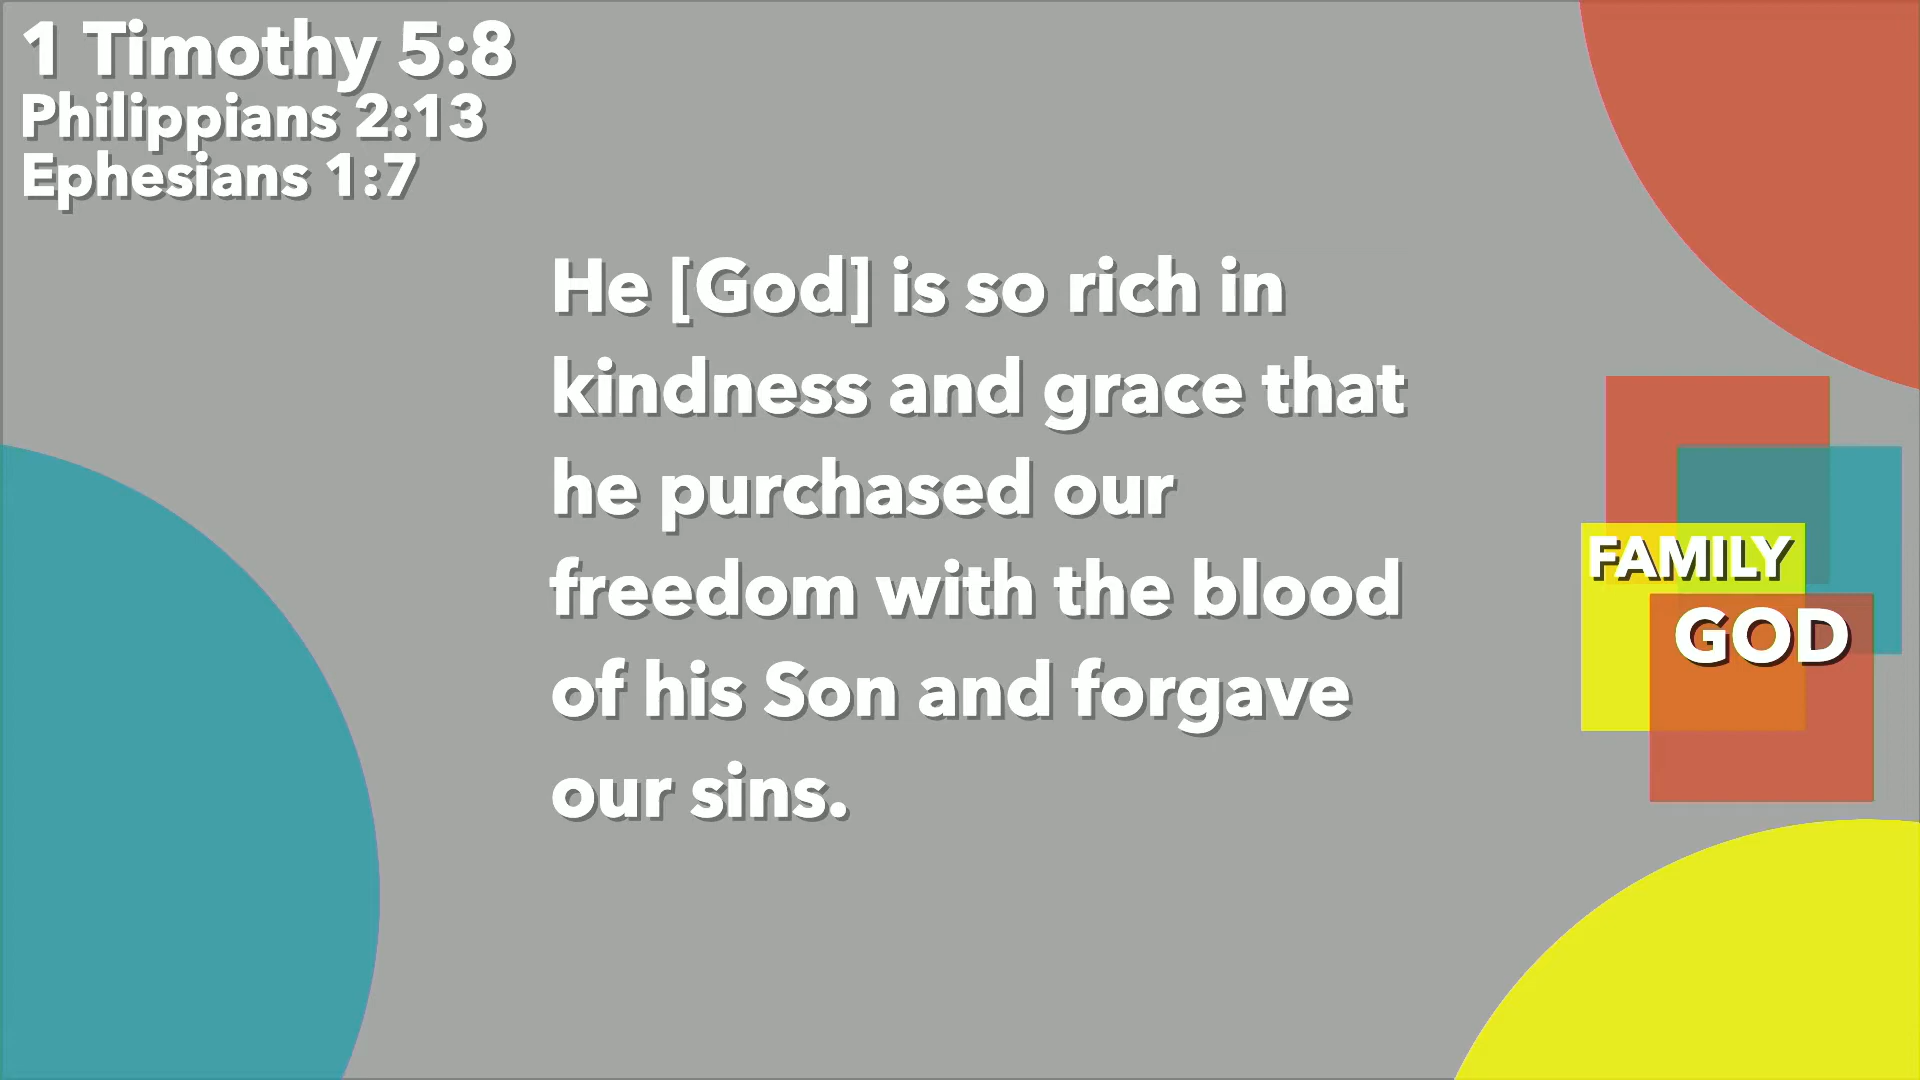 1 Timothy 5:8
Philippians 2:13
Ephesians 1:7
He [God] is so rich in
kindness and grace that
he purchased our
freedom with the blood
of his Son and forgave
our sins.
FAMILY
GOD